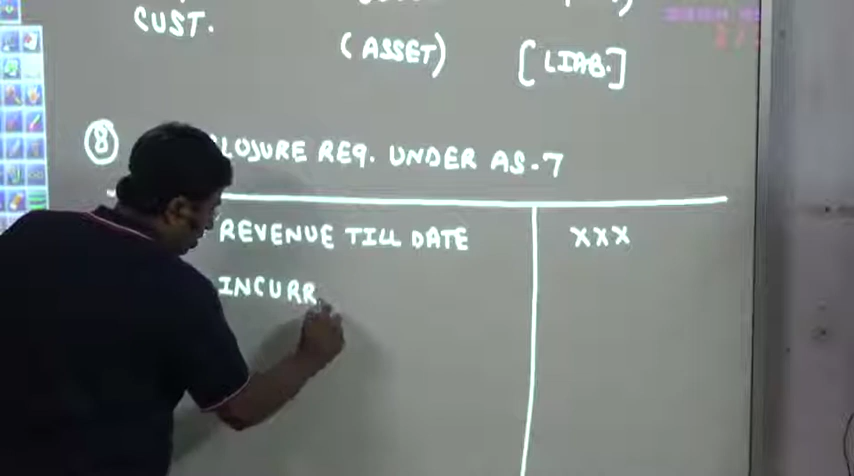 CUST.
(ASSET)
[LIAB.]
8
LOSURE REQ. UNDER AS-7
REVENUE TILL DATE
XXX
INCURR